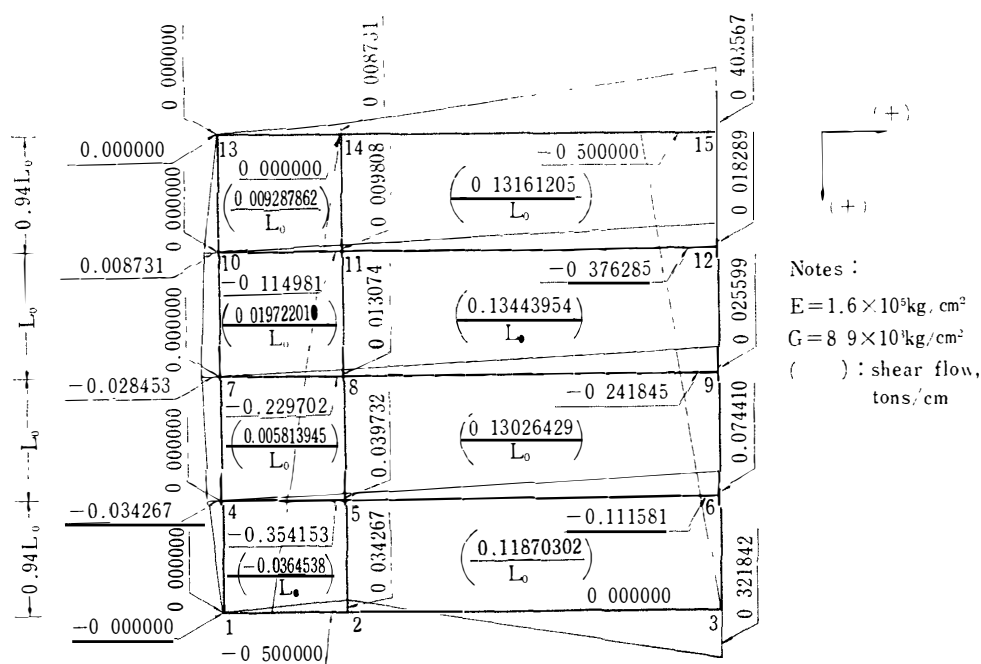 0 000000
0 008731
0 403567
(+)
(+)
0.94L₀
L₀
L₀
0.94L₀
0.000000
13
14
15
0 000000
-0 500000
0 000000
0 009808
0 018289
(0 009287862 / L₀)
(0 13161205 / L₀)
0.008731
10
11
12
-0 114981
-0 376285
0.000000
0 013074
0 025599
(0 01972201 / L₀)
(0.13443954 / L₀)
-0.028453
7
8
9
-0.229702
-0 241845
0 000000
0.039732
0.074410
(0.005813945 / L₀)
(0 13026429 / L₀)
-0.034267
4
5
6
-0.354153
-0.111581
0 000000
0 034267
0 321842
(-0.0364538 / L₀)
(0.11870302 / L₀)
0 000000
-0 000000
1
2
3
-0 500000
Notes :
E=1.6×10⁵kg/cm²
G=8 9×10³kg/cm²
( ) : shear flow,
tons/cm